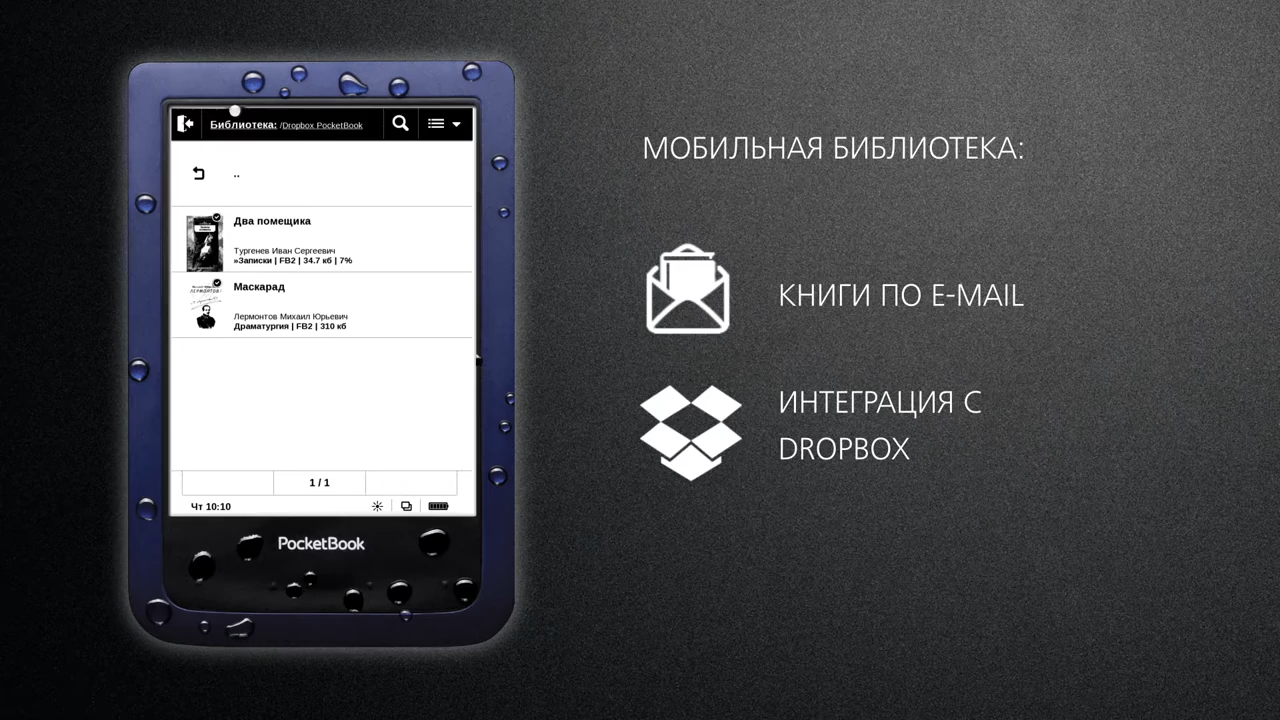 Библиотека: /Dropbox PocketBook
..
Два помещика
Тургенев Иван Сергеевич
»Записки | FB2 | 34.7 кб | 7%
ЛЕРМОНТОВ
Маскарад
Лермонтов Михаил Юрьевич
Драматургия | FB2 | 310 кб
1 / 1
Чт 10:10
PocketBook
МОБИЛЬНАЯ БИБЛИОТЕКА:
КНИГИ ПО E-MAIL
ИНТЕГРАЦИЯ С
DROPBOX